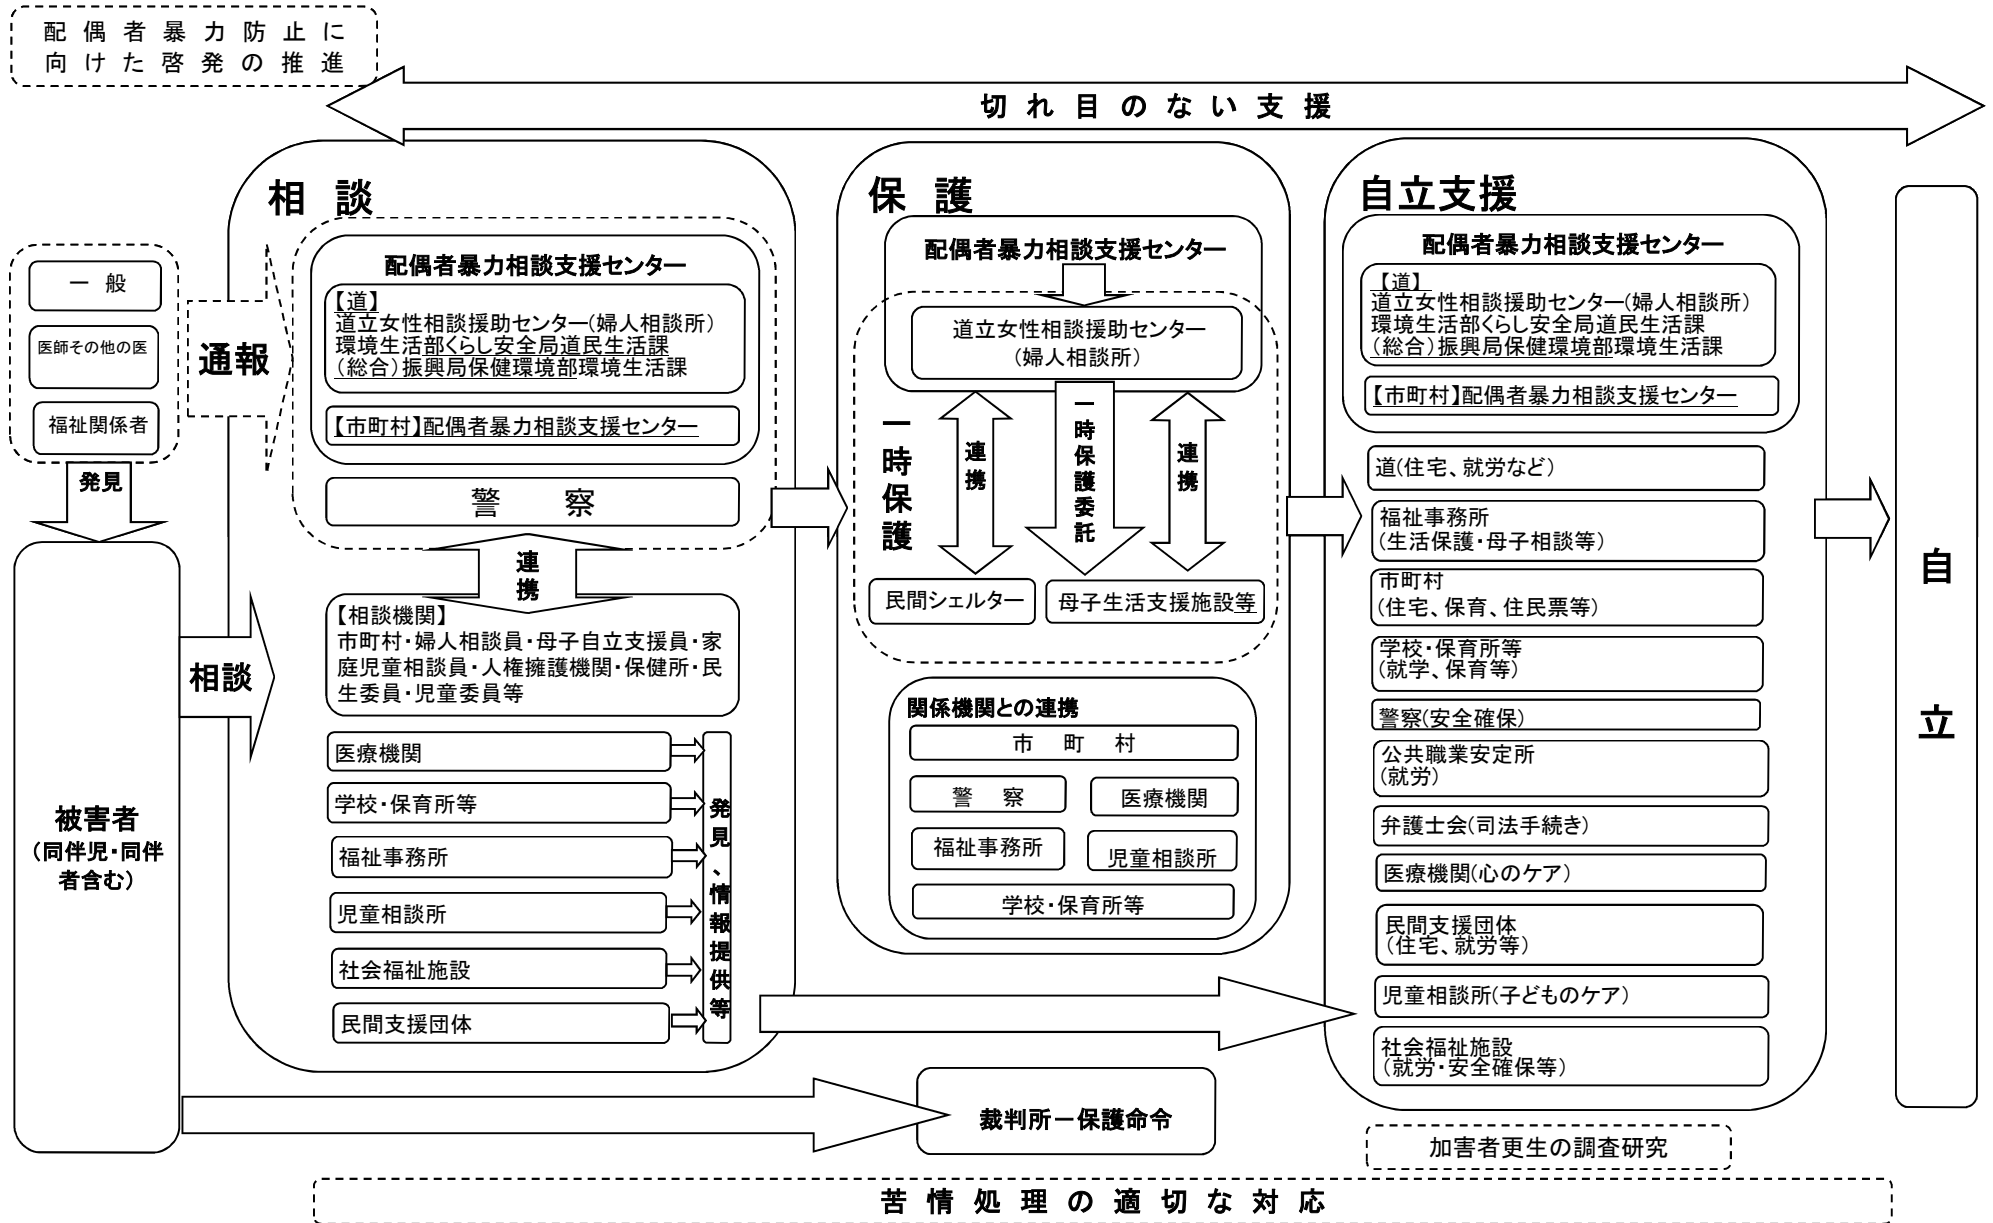 配偶者暴力防止に
向けた啓発の推進
切れ目のない支援
一般
医師その他の医
福祉関係者
発見
被害者
(同伴児・同伴
者含む)
通報
相談
相談
配偶者暴力相談支援センター
【道】
道立女性相談援助センター(婦人相談所)
環境生活部くらし安全局道民生活課
(総合)振興局保健環境部環境生活課
【市町村】配偶者暴力相談支援センター
警察
連携
【相談機関】
市町村・婦人相談員・母子自立支援員・家
庭児童相談員・人権擁護機関・保健所・民
生委員・児童委員等
医療機関
学校・保育所等
福祉事務所
児童相談所
社会福祉施設
民間支援団体
発見、情報提供等
保護
配偶者暴力相談支援センター
道立女性相談援助センター
(婦人相談所)
一時保護
連携
一時保護委託
連携
民間シェルター
母子生活支援施設等
関係機関との連携
市町村
警察
医療機関
福祉事務所
児童相談所
学校・保育所等
裁判所－保護命令
自立支援
配偶者暴力相談支援センター
【道】
道立女性相談援助センター(婦人相談所)
環境生活部くらし安全局道民生活課
(総合)振興局保健環境部環境生活課
【市町村】配偶者暴力相談支援センター
道(住宅、就労など)
福祉事務所
(生活保護・母子相談等)
市町村
(住宅、保育、住民票等)
学校・保育所等
(就学、保育等)
警察(安全確保)
公共職業安定所
(就労)
弁護士会(司法手続き)
医療機関(心のケア)
民間支援団体
(住宅、就労等)
児童相談所(子どものケア)
社会福祉施設
(就労・安全確保等)
自立
加害者更生の調査研究
苦情処理の適切な対応